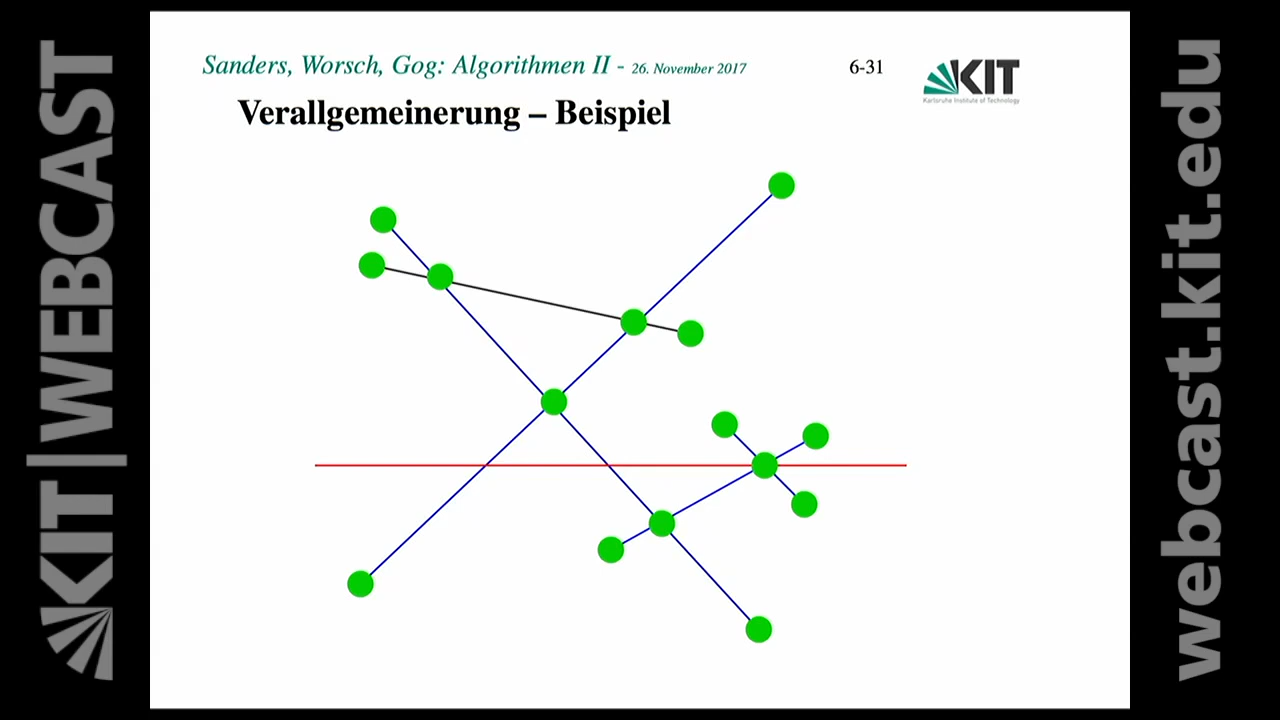 KIT|WEBCAST
Sanders, Worsch, Gog: Algorithmen II - 26. November 2017
6-31
KIT
Karlsruhe Institute of Technology
Verallgemeinerung – Beispiel
webcast.kit.edu